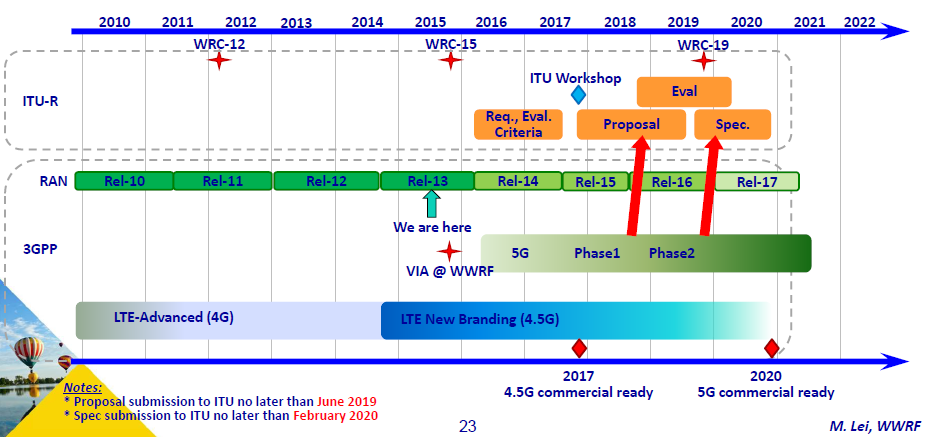 2010 2011 2012 2013 2014 2015 2016 2017 2018 2019 2020 2021 2022
WRC-12 WRC-15 WRC-19
ITU Workshop
ITU-R
Eval
Req., Eval.
Criteria
Proposal
Spec.
RAN Rel-10 Rel-11 Rel-12 Rel-13 Rel-14 Rel-15 Rel-16 Rel-17
We are here
3GPP
5G Phase1 Phase2
VIA @ WWRF
LTE-Advanced (4G) LTE New Branding (4.5G)
2017
4.5G commercial ready
2020
5G commercial ready
Notes:
* Proposal submission to ITU no later than June 2019
* Spec submission to ITU no later than February 2020
23
M. Lei, WWRF